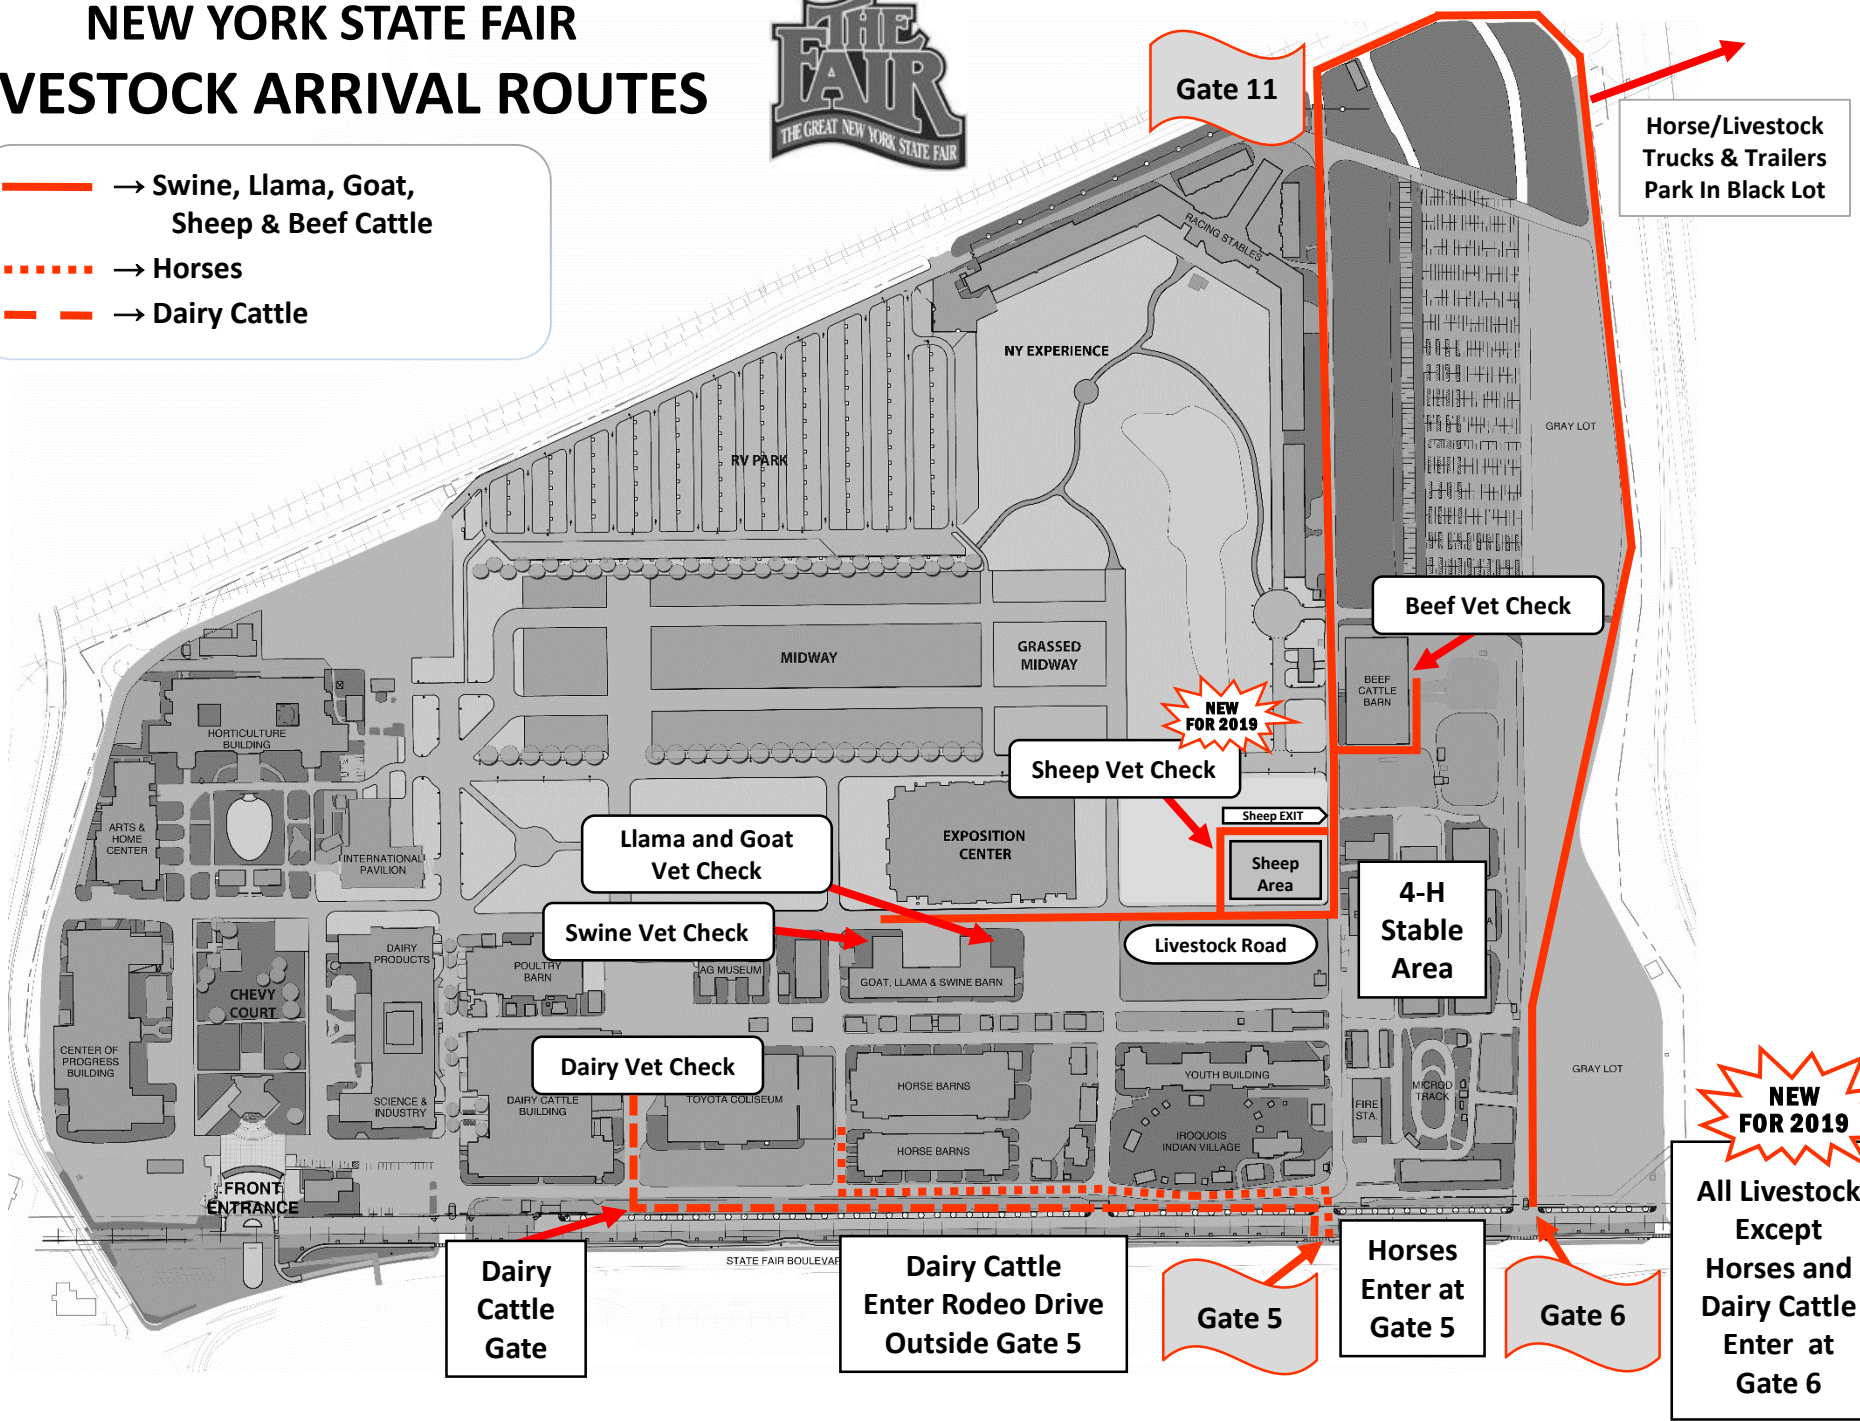 NEW YORK STATE FAIR
VESTOCK ARRIVAL ROUTES
THE
FAIR
THE GREAT NEW YORK STATE FAIR
→ Swine, Llama, Goat,
Sheep & Beef Cattle
→ Horses
→ Dairy Cattle
Gate 11
Horse/Livestock
Trucks & Trailers
Park In Black Lot
RACING STABLES
NY EXPERIENCE
RV PARK
GRAY LOT
Beef Vet Check
MIDWAY
GRASSED
MIDWAY
BEEF
CATTLE
BARN
NEW
FOR 2019
HORTICULTURE
BUILDING
Sheep Vet Check
Sheep EXIT
ARTS &
HOME
CENTER
INTERNATIONAL
PAVILION
Llama and Goat
Vet Check
EXPOSITION
CENTER
Sheep
Area
4-H
Stable
Area
Swine Vet Check
Livestock Road
DAIRY
PRODUCTS
POULTRY
BARN
AG MUSEUM
GOAT, LLAMA & SWINE BARN
CHEVY
COURT
CENTER OF
PROGRESS
BUILDING
Dairy Vet Check
HORSE BARNS
YOUTH BUILDING
MICROD
TRACK
GRAY LOT
SCIENCE &
INDUSTRY
DAIRY CATTLE
BUILDING
TOYOTA COLISEUM
FIRE
STA.
HORSE BARNS
IROQUOIS
INDIAN VILLAGE
NEW
FOR 2019
FRONT
ENTRANCE
STATE FAIR BOULEVAR
Dairy
Cattle
Gate
Dairy Cattle
Enter Rodeo Drive
Outside Gate 5
Gate 5
Horses
Enter at
Gate 5
Gate 6
All Livestock
Except
Horses and
Dairy Cattle
Enter at
Gate 6